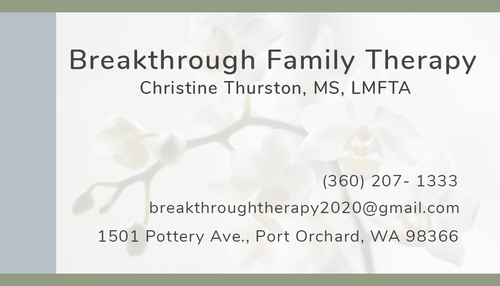 Breakthrough Family Therapy
Christine Thurston, MS, LMFTA
(360) 207- 1333
breakthroughtherapy2020@gmail.com
1501 Pottery Ave., Port Orchard, WA 98366